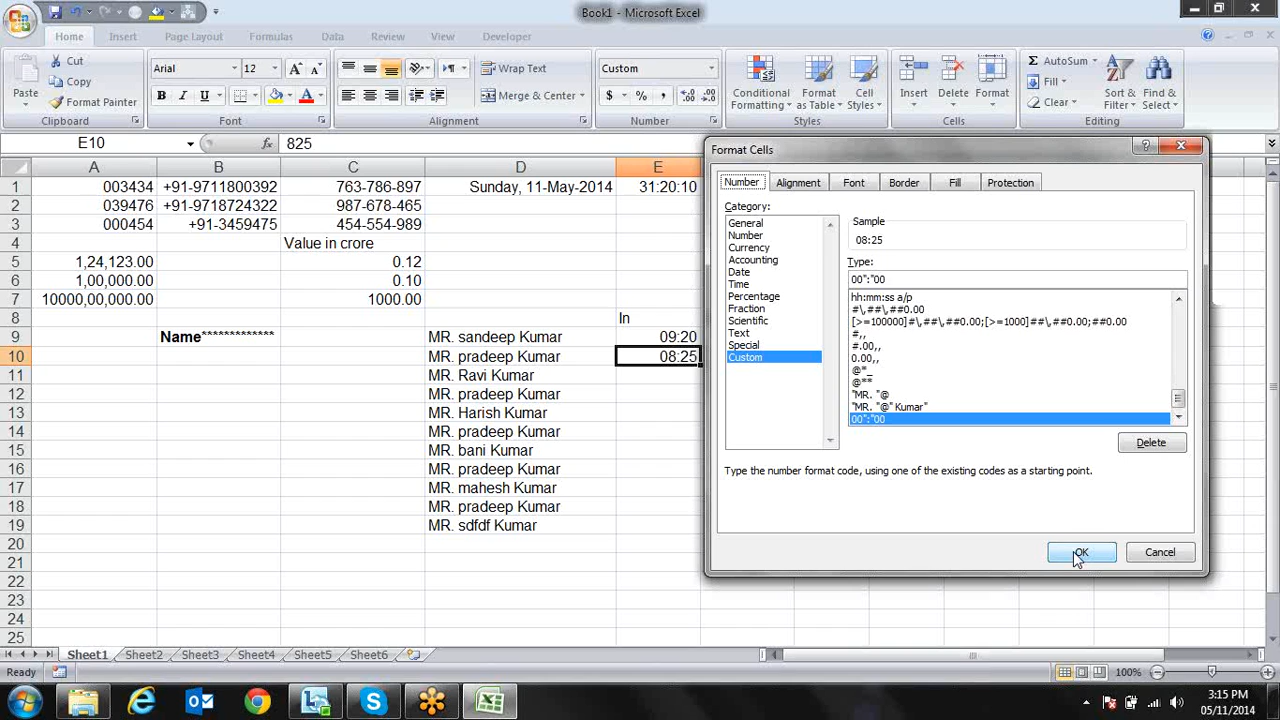 Book1 - Microsoft Excel
Home Insert Page Layout Formulas Data Review View Developer
Paste
Cut
Copy
Format Painter
Clipboard
Arial 12
B I U
Font
Wrap Text
Merge & Center
Alignment
Custom
$ % ,
Number
Conditional Formatting
Format as Table
Cell Styles
Styles
Insert Delete Format
Cells
AutoSum
Fill
Clear
Sort & Filter
Find & Select
Editing
E10 fx 825
A B C D E
1 003434 +91-9711800392 763-786-897 Sunday, 11-May-2014 31:20:10
2 039476 +91-9718724322 987-678-465
3 000454 +91-3459475 454-554-989
4 Value in crore
5 1,24,123.00 0.12
6 1,00,000.00 0.10
7 10000,00,000.00 1000.00
8 In
9 Name************* MR. sandeep Kumar 09:20
10 MR. pradeep Kumar 08:25
11 MR. Ravi Kumar
12 MR. pradeep Kumar
13 MR. Harish Kumar
14 MR. pradeep Kumar
15 MR. bani Kumar
16 MR. pradeep Kumar
17 MR. mahesh Kumar
18 MR. pradeep Kumar
19 MR. sdfdf Kumar
20
21
22
23
24
25
Format Cells
Number Alignment Font Border Fill Protection
Category:
General
Number
Currency
Accounting
Date
Time
Percentage
Fraction
Scientific
Text
Special
Custom
Sample
08:25
Type:
00":"00
hh:mm:ss a/p
#\,##\,##0.00
[>=100000]#\,##\,##0.00;[>=1000]##\,##0.00;##0.00
#,,
#.00,,
0.00,,
@*_
@**
"MR. "@
"MR. "@" Kumar"
00":"00
Delete
Type the number format code, using one of the existing codes as a starting point.
OK Cancel
Sheet1 Sheet2 Sheet3 Sheet4 Sheet5 Sheet6
Ready 100%
3:15 PM
05/11/2014